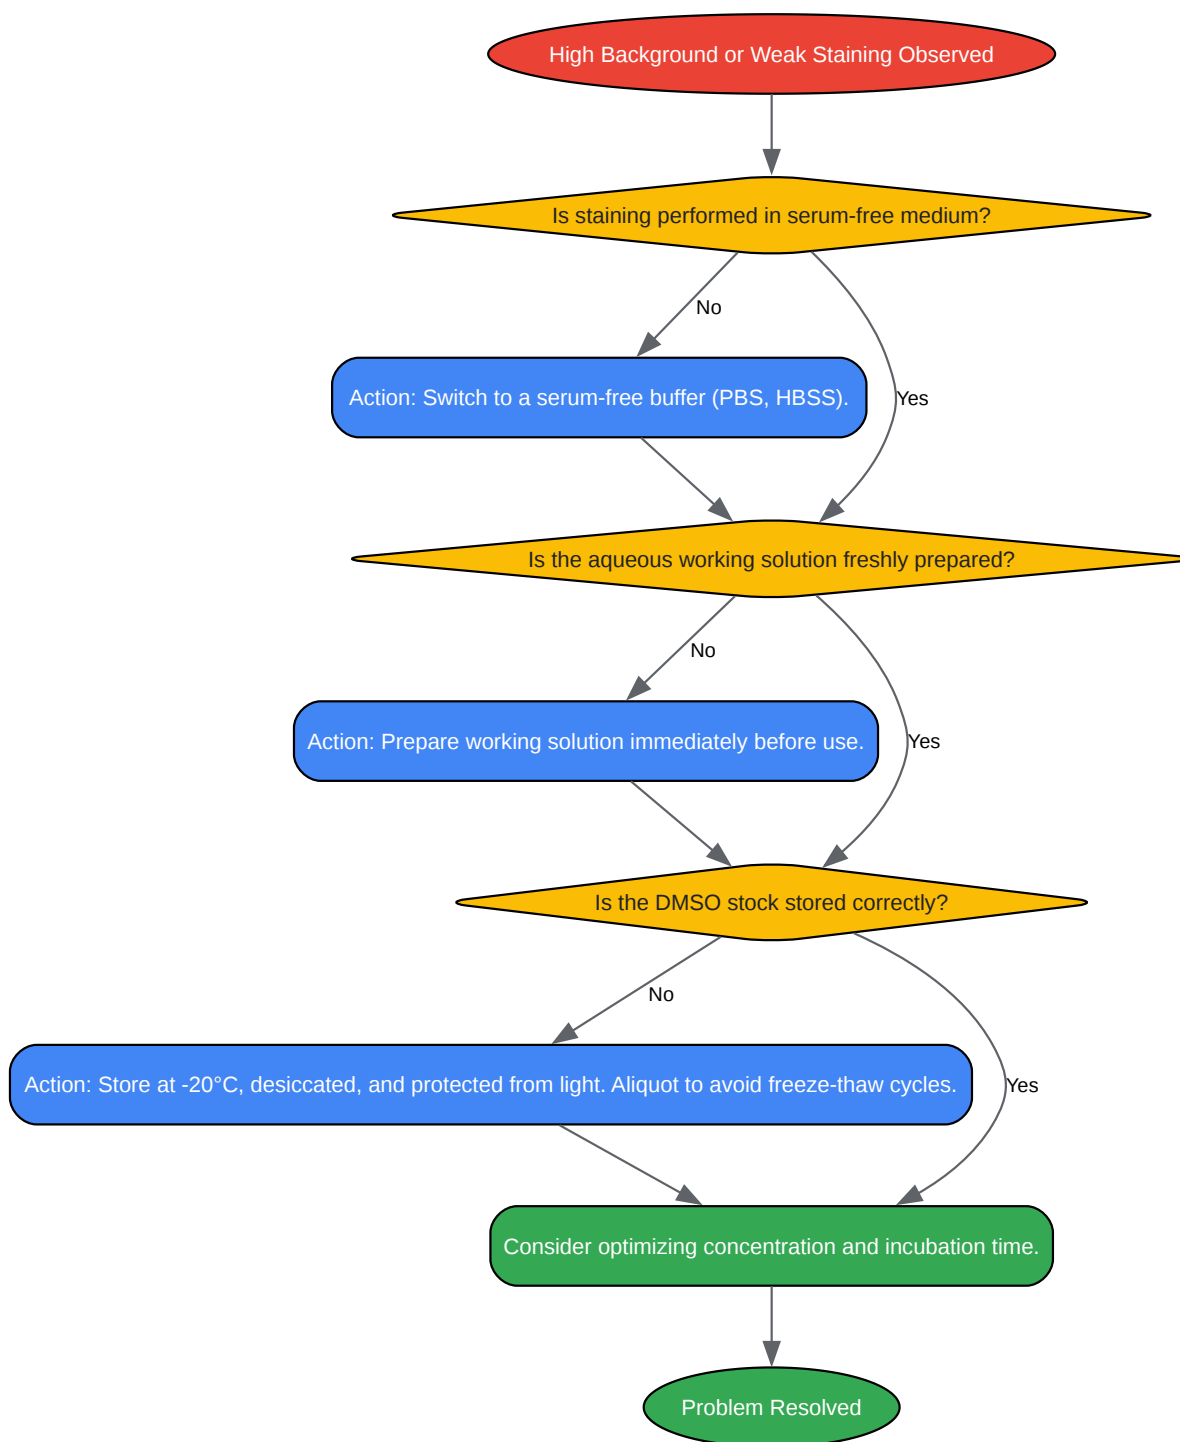 High Background or Weak Staining Observed
Is staining performed in serum-free medium?
No
Action: Switch to a serum-free buffer (PBS, HBSS).
Yes
Is the aqueous working solution freshly prepared?
No
Action: Prepare working solution immediately before use.
Yes
Is the DMSO stock stored correctly?
No
Action: Store at -20°C, desiccated, and protected from light. Aliquot to avoid freeze-thaw cycles.
Yes
Consider optimizing concentration and incubation time.
Problem Resolved